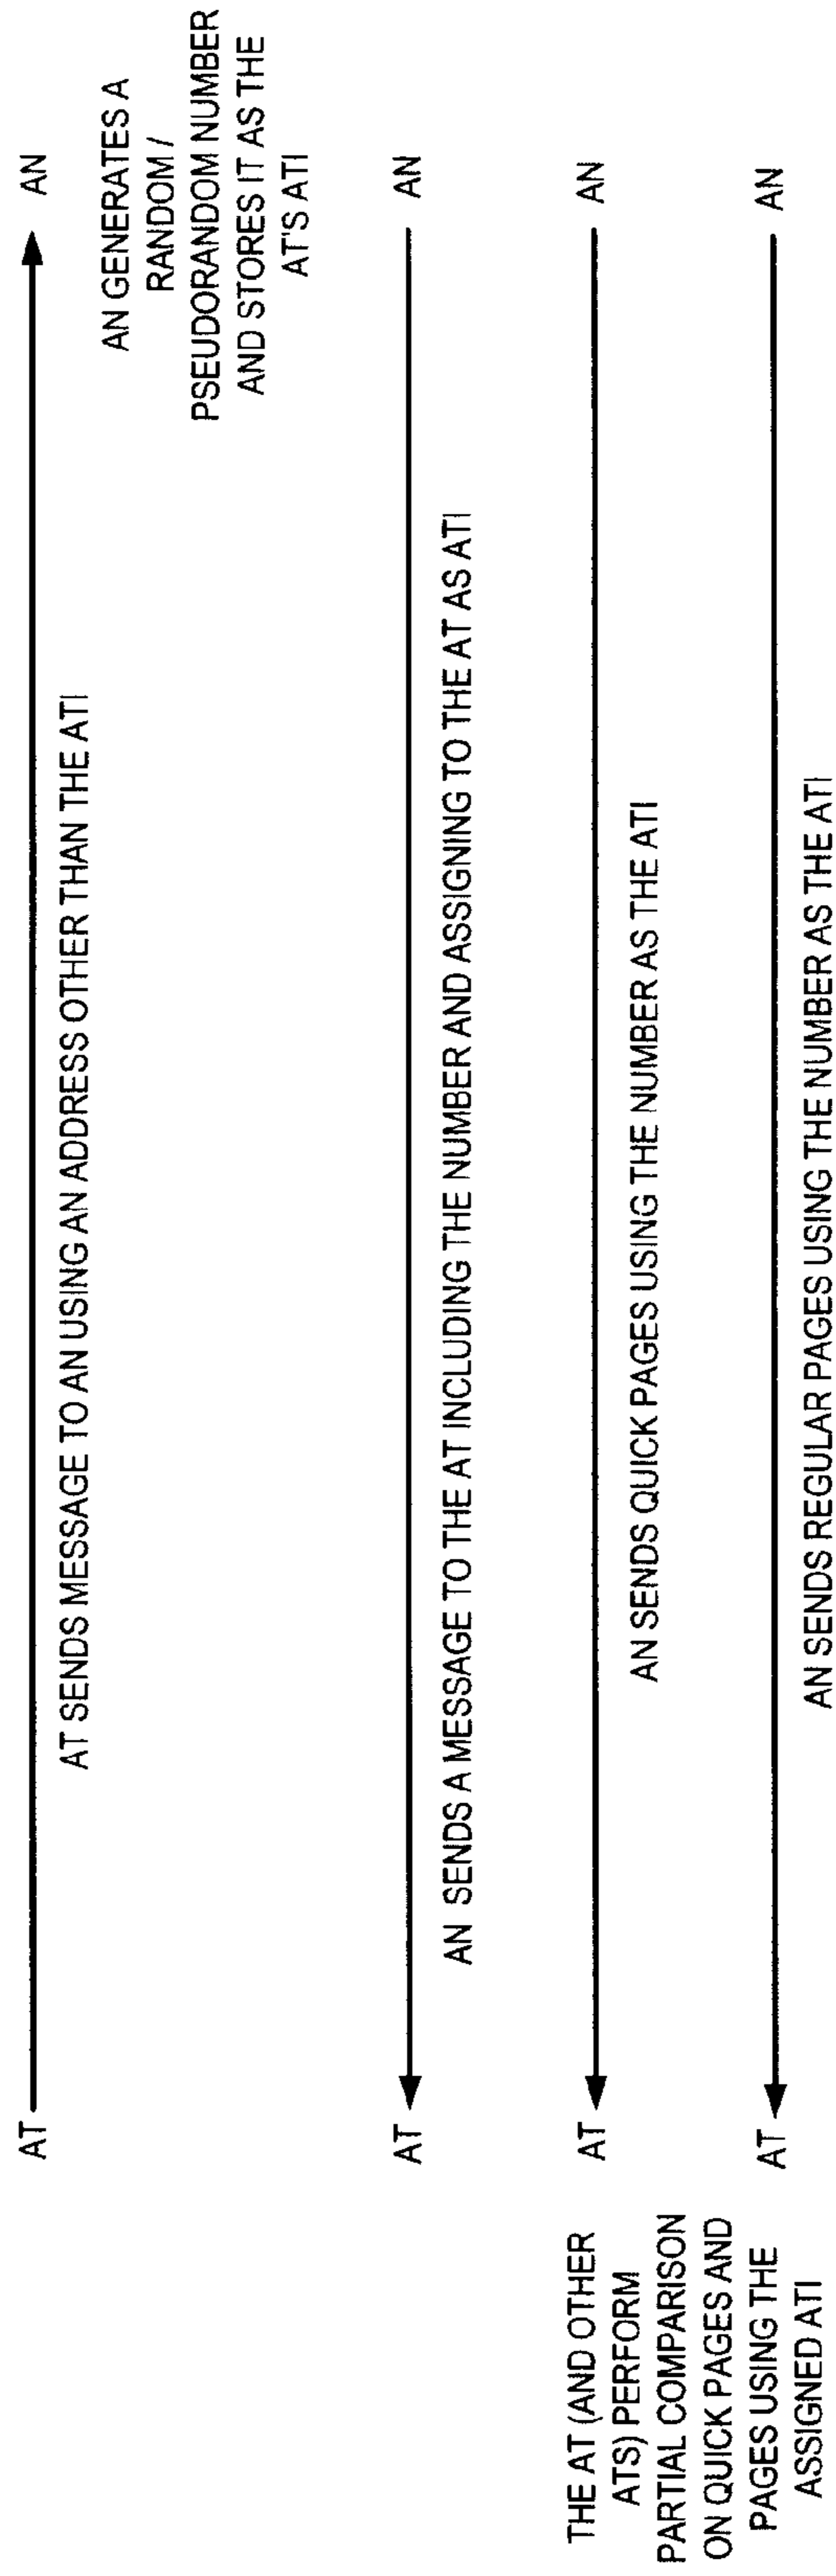 AT AN
AT SENDS MESSAGE TO AN USING AN ADDRESS OTHER THAN THE ATI
AN GENERATES A
RANDOM /
PSEUDORANDOM NUMBER
AND STORES IT AS THE
AT'S ATI
AT AN
AN SENDS A MESSAGE TO THE AT INCLUDING THE NUMBER AND ASSIGNING TO THE AT AS ATI
THE AT (AND OTHER
ATS) PERFORM
PARTIAL COMPARISON
ON QUICK PAGES AND
PAGES USING THE
ASSIGNED ATI
AT AN
AN SENDS QUICK PAGES USING THE NUMBER AS THE ATI
AT AN
AN SENDS REGULAR PAGES USING THE NUMBER AS THE ATI